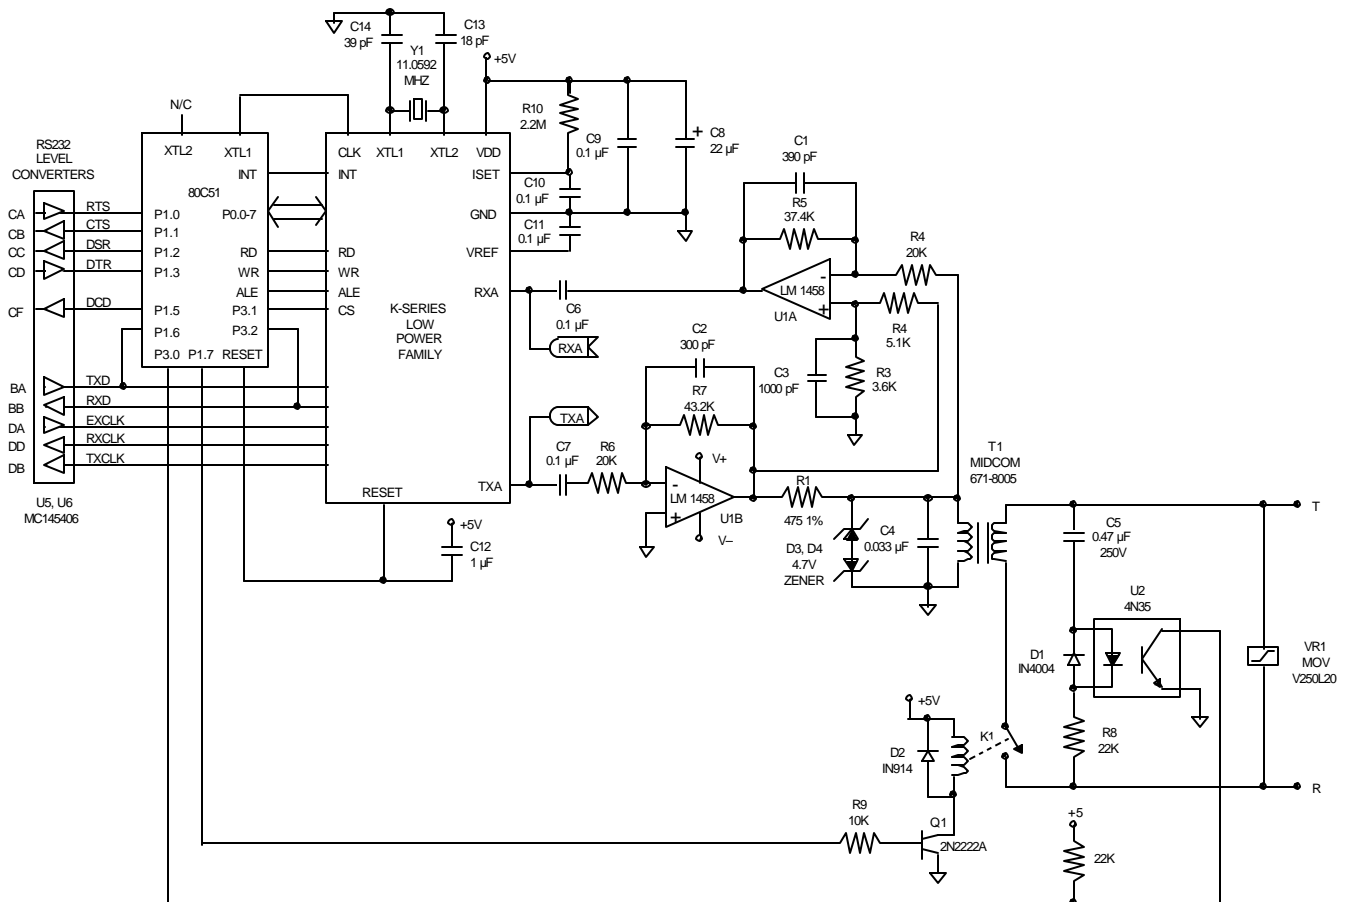 C14
39 pF
C13
18 pF
Y1
11.0592
MHZ
+5V
N/C
R10
2.2M
C9
0.1 µF
+
C8
22 µF
C1
390 pF
RS232
LEVEL
CONVERTERS
XTL2
XTL1
CLK
XTL1
XTL2
VDD
INT
INT
ISET
80C51
C10
0.1 µF
R5
37.4K
CA
RTS
P1.0
P0.0-7
GND
CB
CTS
P1.1
C11
0.1 µF
R4
20K
CC
DSR
P1.2
RD
RD
VREF
CD
DTR
P1.3
WR
WR
-
ALE
ALE
RXA
LM 1458
+
CF
DCD
P1.5
P3.1
CS
K-SERIES
LOW
POWER
FAMILY
C6
0.1 µF
U1A
R4
5.1K
P1.6
P3.2
C2
300 pF
RXA
P3.0
P1.7
RESET
C3
1000 pF
R3
3.6K
BA
TXD
R7
43.2K
BB
RXD
TXA
DA
EXCLK
DD
RXCLK
C7
0.1 µF
R6
20K
T1
MIDCOM
671-8005
DB
TXCLK
V+
RESET
TXA
-
LM 1458
+
R1
475 1%
U1B
V–
U5, U6
MC145406
+5V
C12
1 µF
D3, D4
4.7V
ZENER
C4
0.033 µF
T
C5
0.47 µF
250V
U2
4N35
D1
IN4004
VR1
MOV
V250L20
+5V
D2
IN914
K1
R8
22K
R
R9
10K
Q1
2N2222A
+5
22K